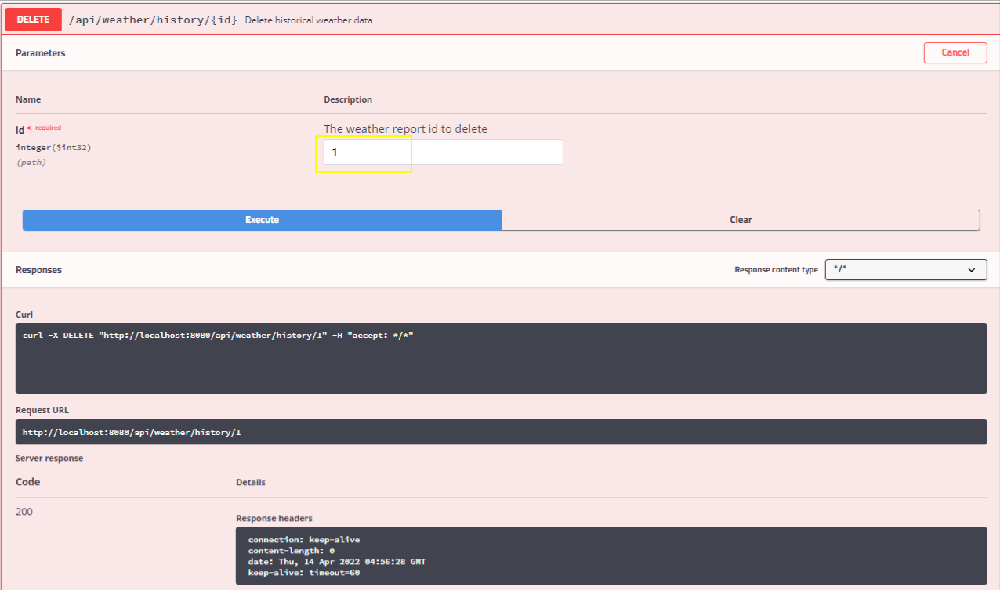 DELETE /api/weather/history/{id} Delete historical weather data
Parameters
Cancel
Name Description
id * required
The weather report id to delete
integer($int32)
(path)
1
Execute Clear
Responses
Response content type */*
Curl
curl -X DELETE "http://localhost:8080/api/weather/history/1" -H "accept: */*"
Request URL
http://localhost:8080/api/weather/history/1
Server response
Code Details
200
Response headers
connection: keep-alive
content-length: 0
date: Thu, 14 Apr 2022 04:56:28 GMT
keep-alive: timeout=60